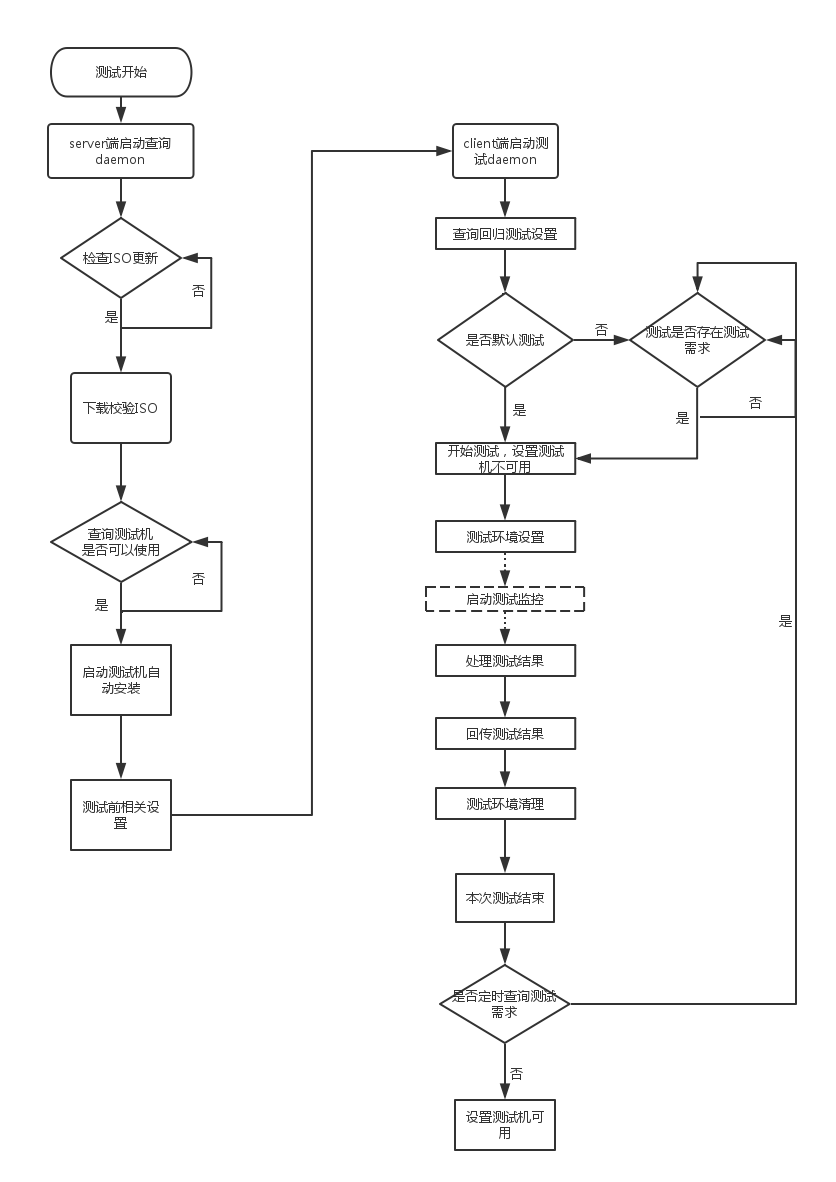 测试开始
server端启动查询
daemon
检查ISO更新
否
是
下载校验ISO
查询测试机
是否可以使用
否
是
启动测试机自
动安装
测试前相关设
置
client端启动测
试daemon
查询回归测试设置
是否默认测试
否
测试是否存在测试
需求
是
否
是
开始测试，设置测试
机不可用
测试环境设置
启动测试监控
是
处理测试结果
回传测试结果
测试环境清理
本次测试结束
是否定时查询测试
需求
否
设置测试机可
用